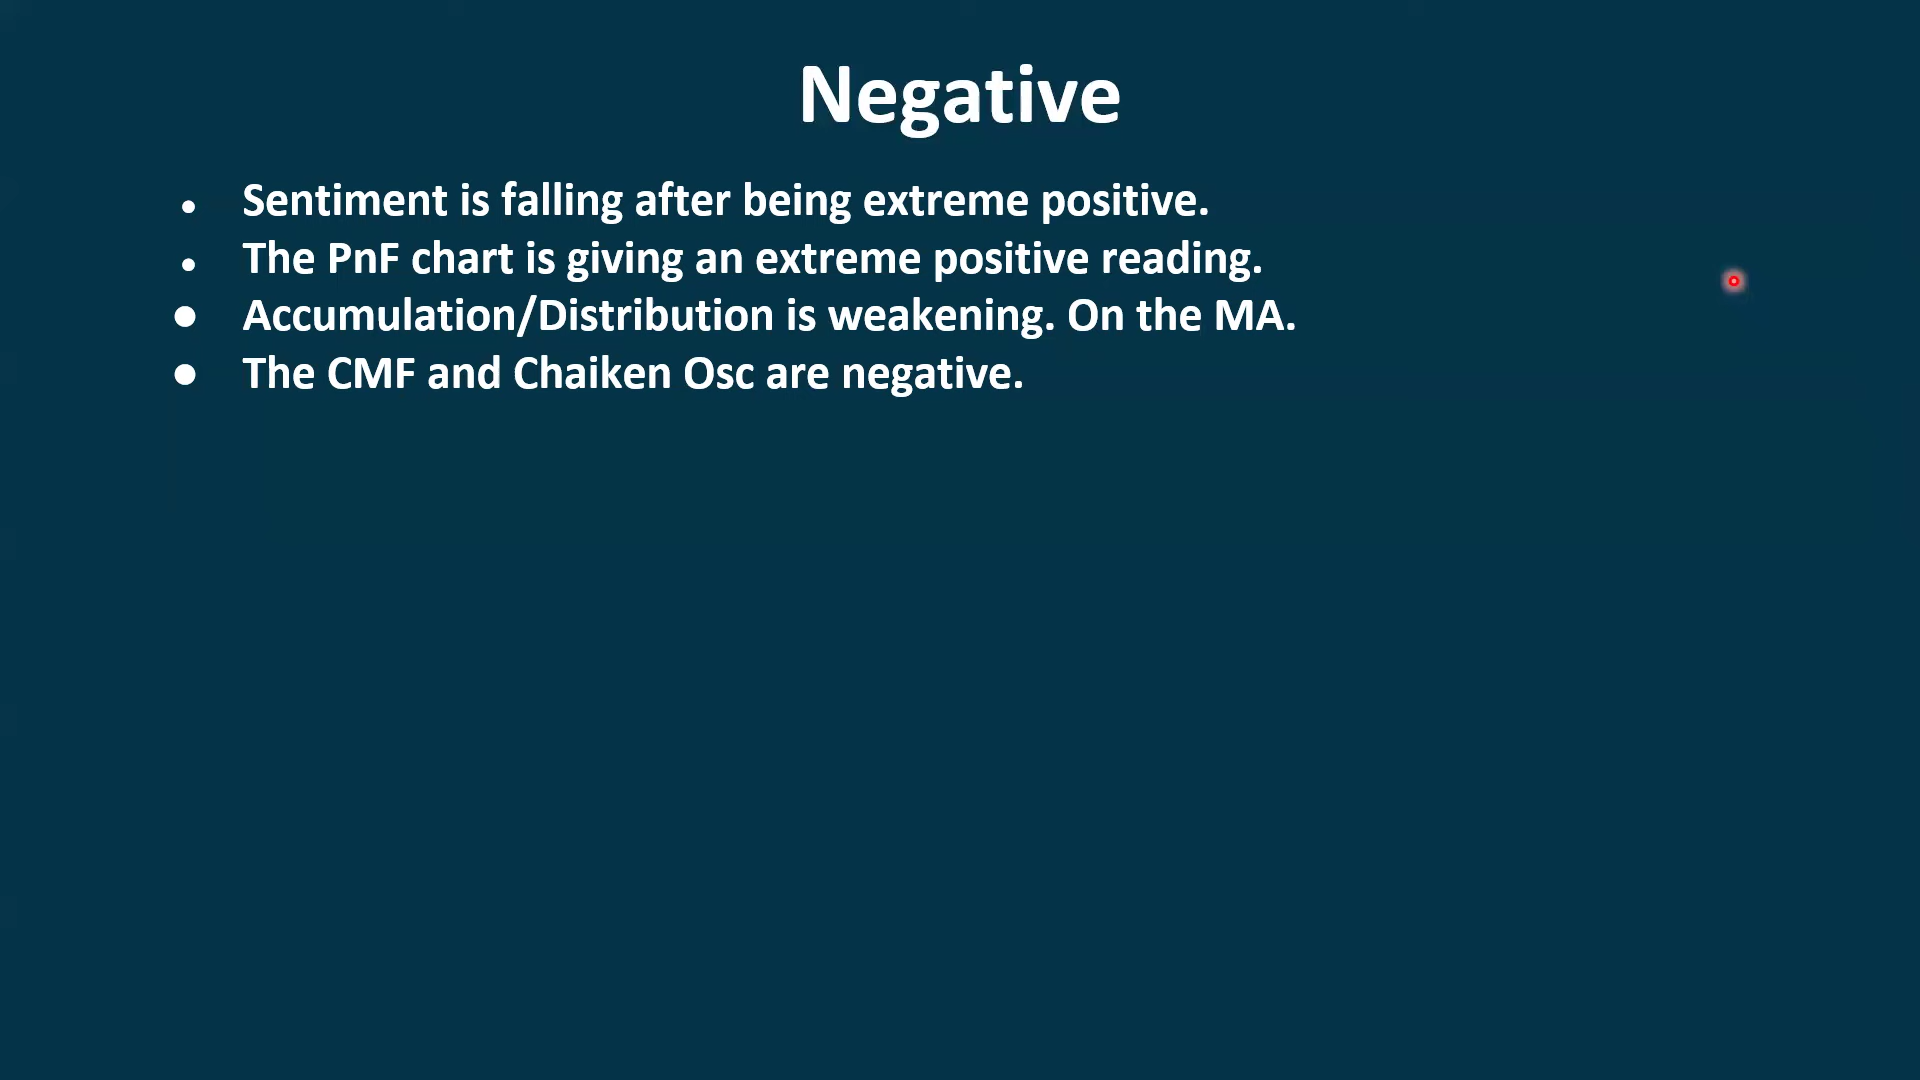 Negative
• Sentiment is falling after being extreme positive.
• The PnF chart is giving an extreme positive reading.
● Accumulation/Distribution is weakening. On the MA.
● The CMF and Chaiken Osc are negative.